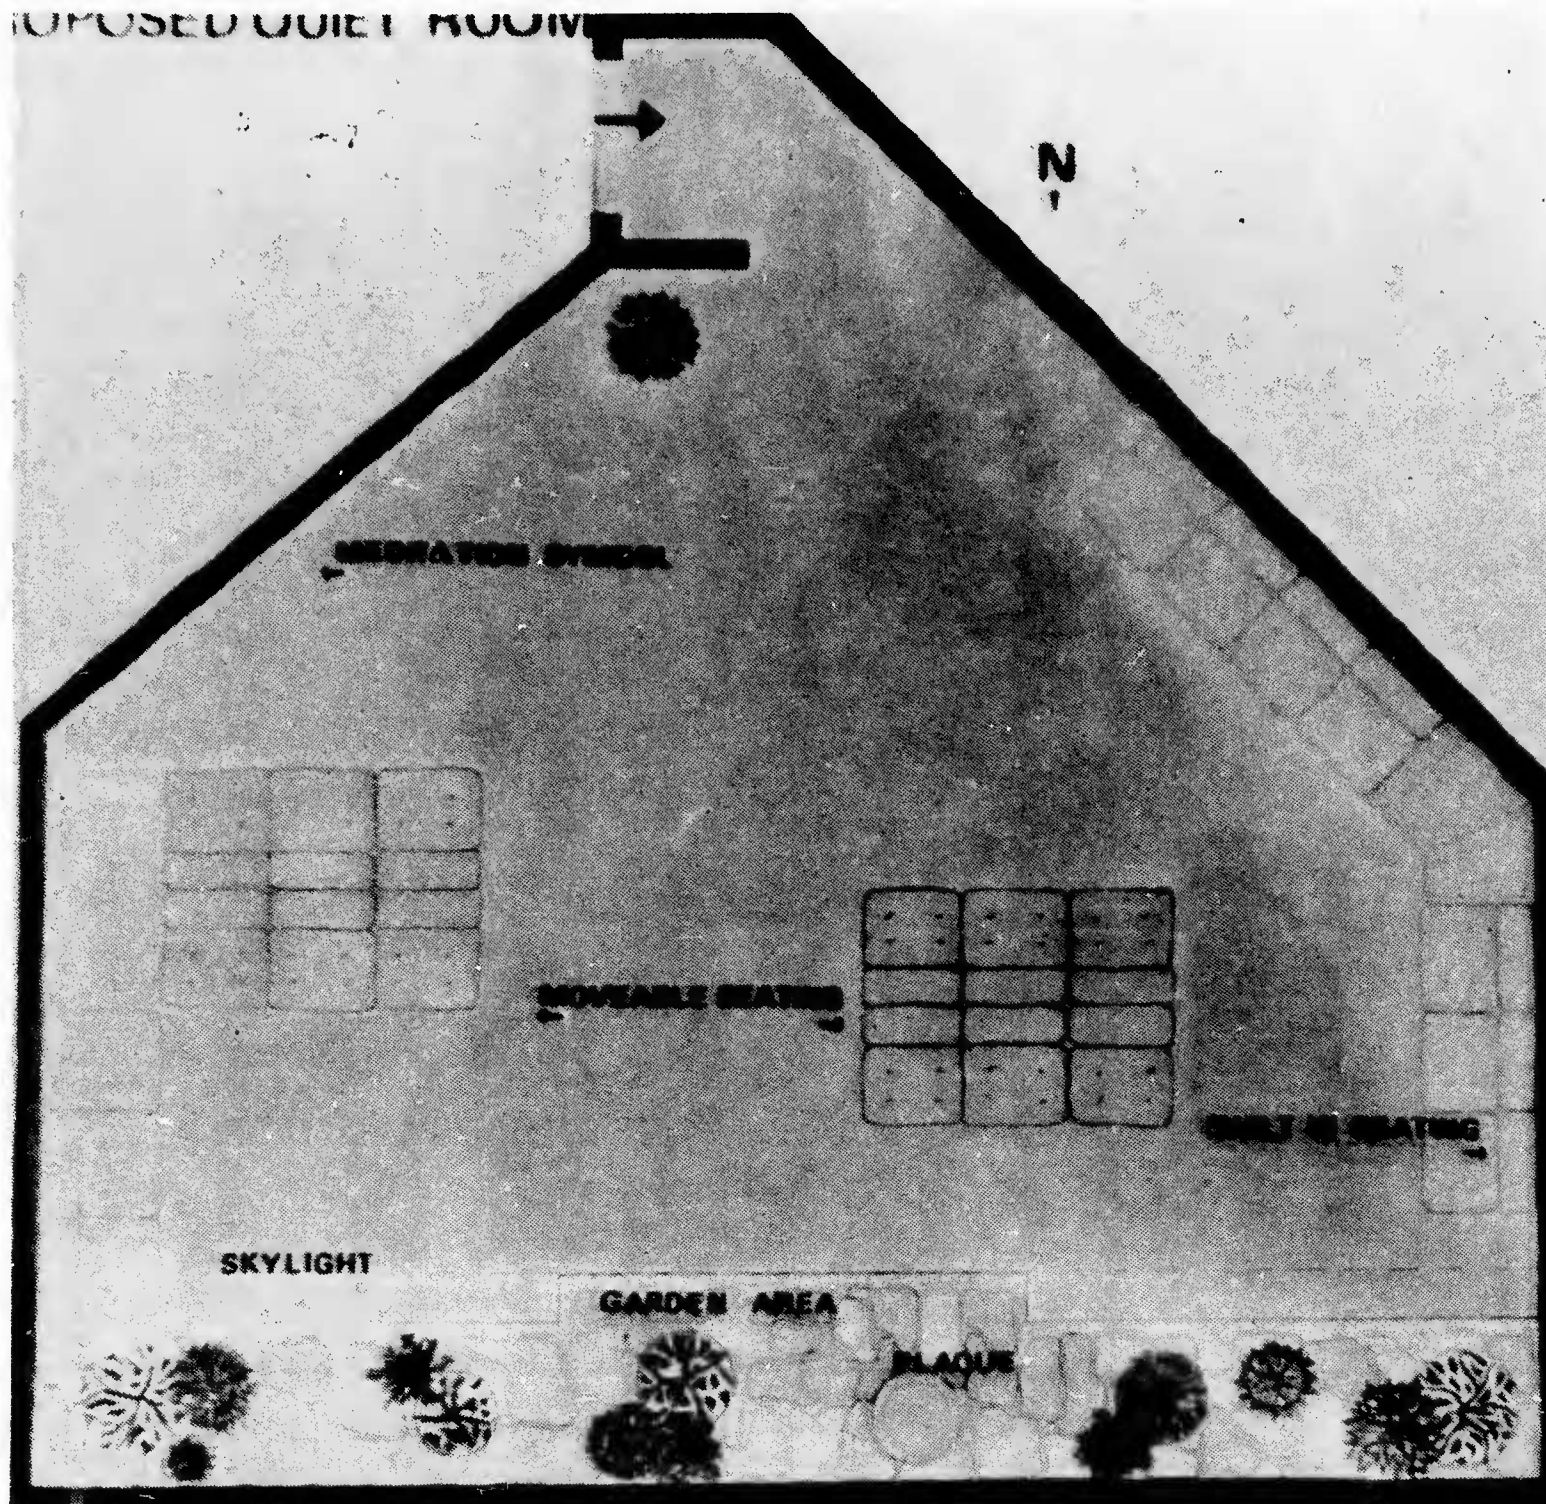 OPOSED QUIET ROOM
N
MEDITATION SYMBOL
MOVEABLE SEATING
BUILT IN SEATING
SKYLIGHT
GARDEN AREA
PLAQUE